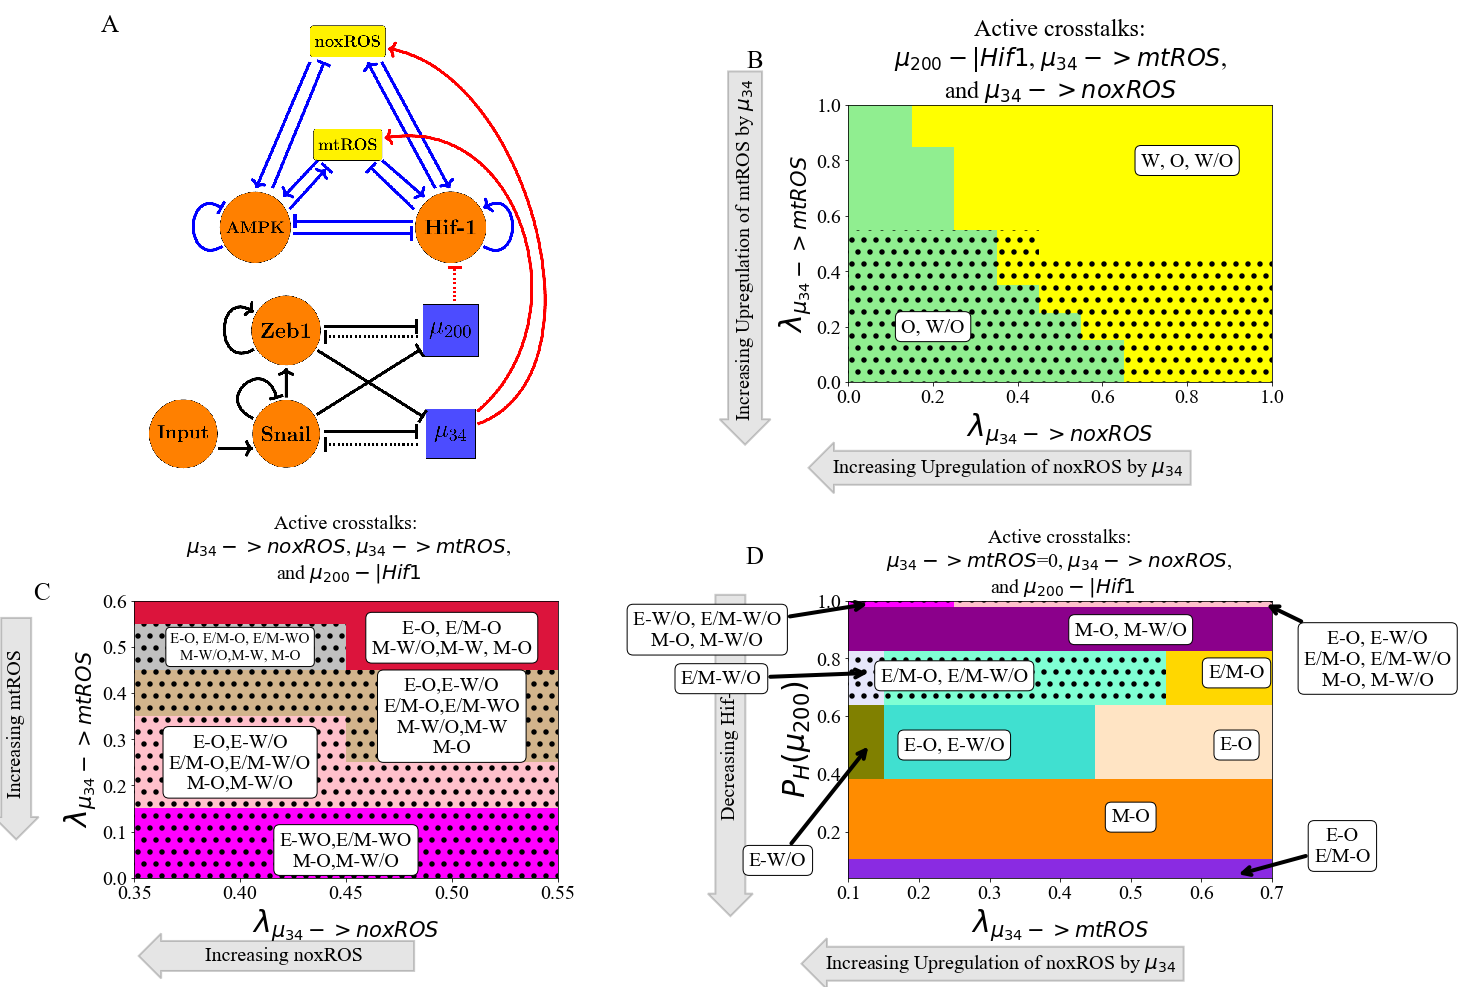 A
noxROS
mtROS
AMPK
Hif-1
Zeb1
μ200
Input
Snail
μ34
Active crosstalks:
B
μ200 − |Hif1, μ34 − > mtROS,
and μ34 − > noxROS
Increasing Upregulation of mtROS by μ34
λμ34 − > mtROS
1.0
0.8
0.6
0.4
0.2
0.0
W, O, W/O
O, W/O
0.0 0.2 0.4 0.6 0.8 1.0
λμ34 − > noxROS
Increasing Upregulation of noxROS by μ34
Active crosstalks:
μ34 − > noxROS, μ34 − > mtROS,
and μ200 − |Hif1
C
Increasing mtROS
λμ34 − > mtROS
0.6
0.5
0.4
0.3
0.2
0.1
0.0
E-O, E/M-O, E/M-WO
M-W/O,M-W, M-O
E-O, E/M-O
M-W/O,M-W, M-O
E-O,E-W/O
E/M-O,E/M-WO
M-W/O,M-W
M-O
E-O,E-W/O
E/M-O,E/M-W/O
M-O,M-W/O
E-WO,E/M-WO
M-O,M-W/O
0.35 0.40 0.45 0.50 0.55
λμ34 − > noxROS
Increasing noxROS
Active crosstalks:
D
μ34 − > mtROS=0, μ34 − > noxROS,
and μ200 − |Hif1
Decreasing Hif-
PH(μ200)
1.0
0.8
0.6
0.4
0.2
E-W/O, E/M-W/O
M-O, M-W/O
E/M-W/O
M-O, M-W/O
E-O, E-W/O
E/M-O, E/M-W/O
M-O, M-W/O
E/M-O, E/M-W/O
E/M-O
E-O, E-W/O
E-O
M-O
E-W/O
E-O
E/M-O
0.1 0.2 0.3 0.4 0.5 0.6 0.7
λμ34 − > mtROS
Increasing Upregulation of noxROS by μ34